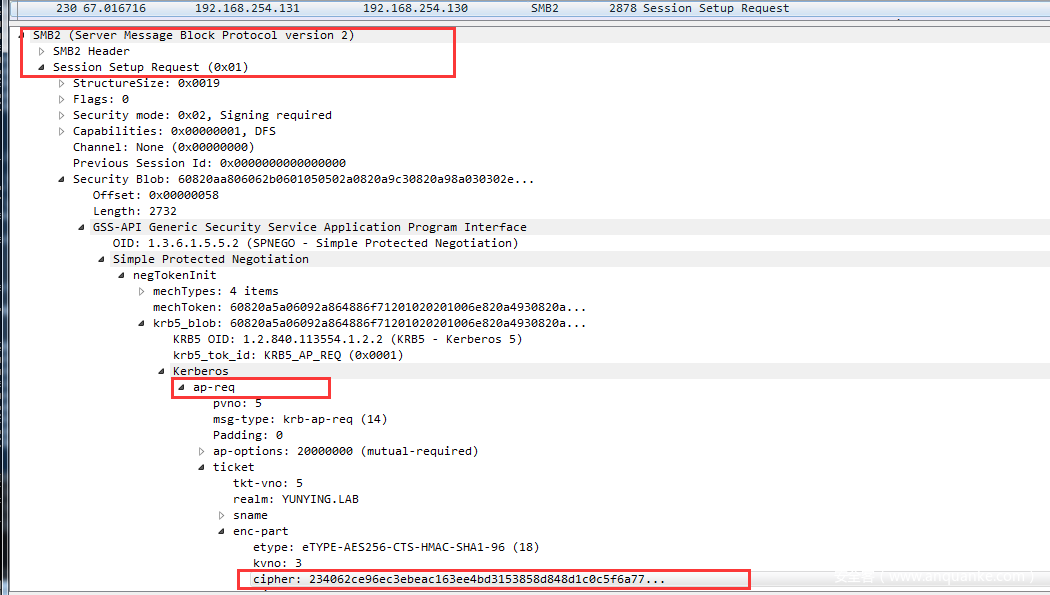 230 67.016716 192.168.254.131 192.168.254.130 SMB2 2878 Session Setup Request
SMB2 (Server Message Block Protocol version 2)
SMB2 Header
Session Setup Request (0x01)
StructureSize: 0x0019
Flags: 0
Security mode: 0x02, Signing required
Capabilities: 0x00000001, DFS
Channel: None (0x00000000)
Previous Session Id: 0x0000000000000000
Security Blob: 60820aa806062b0601050502a0820a9c30820a98a030302e...
Offset: 0x00000058
Length: 2732
GSS-API Generic Security Service Application Program Interface
OID: 1.3.6.1.5.5.2 (SPNEGO - Simple Protected Negotiation)
Simple Protected Negotiation
negTokenInit
mechTypes: 4 items
mechToken: 60820a5a06092a864886f71201020201006e820a4930820a...
krb5_blob: 60820a5a06092a864886f71201020201006e820a4930820a...
KRB5 OID: 1.2.840.113554.1.2.2 (KRB5 - Kerberos 5)
krb5_tok_id: KRB5_AP_REQ (0x0001)
Kerberos
ap-req
pvno: 5
msg-type: krb-ap-req (14)
Padding: 0
ap-options: 20000000 (mutual-required)
ticket
tkt-vno: 5
realm: YUNYING.LAB
sname
enc-part
etype: eTYPE-AES256-CTS-HMAC-SHA1-96 (18)
kvno: 3
cipher: 234062ce96ec3ebeac163ee4bd3153858d848d1c0c5f6a77...
安全客 ( www.anquanke.com )